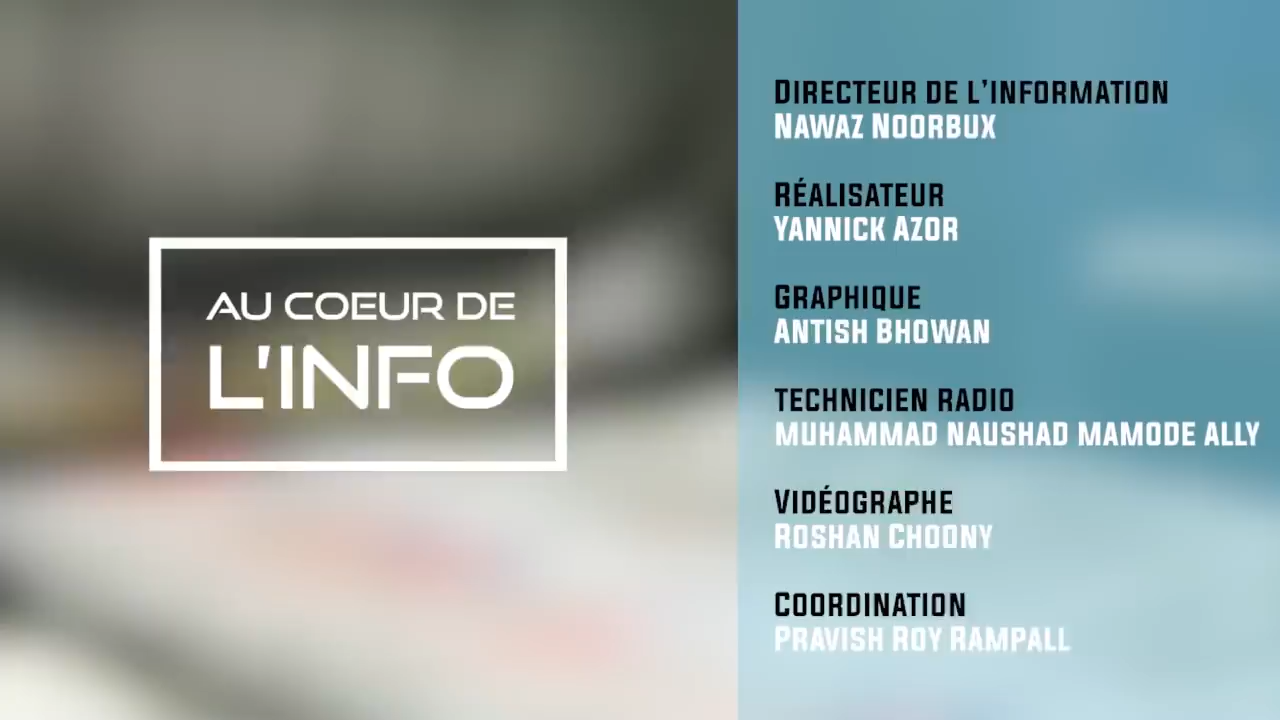 AU COEUR DE
L'INFO
DIRECTEUR DE L'INFORMATION
NAWAZ NOORBUX
RÉALISATEUR
YANNICK AZOR
GRAPHIQUE
ANTISH BHOWAN
TECHNICIEN RADIO
MUHAMMAD NAUSHAD MAMODE ALLY
VIDÉOGRAPHE
ROSHAN CHOONY
COORDINATION
PRAVISH ROY RAMPALL